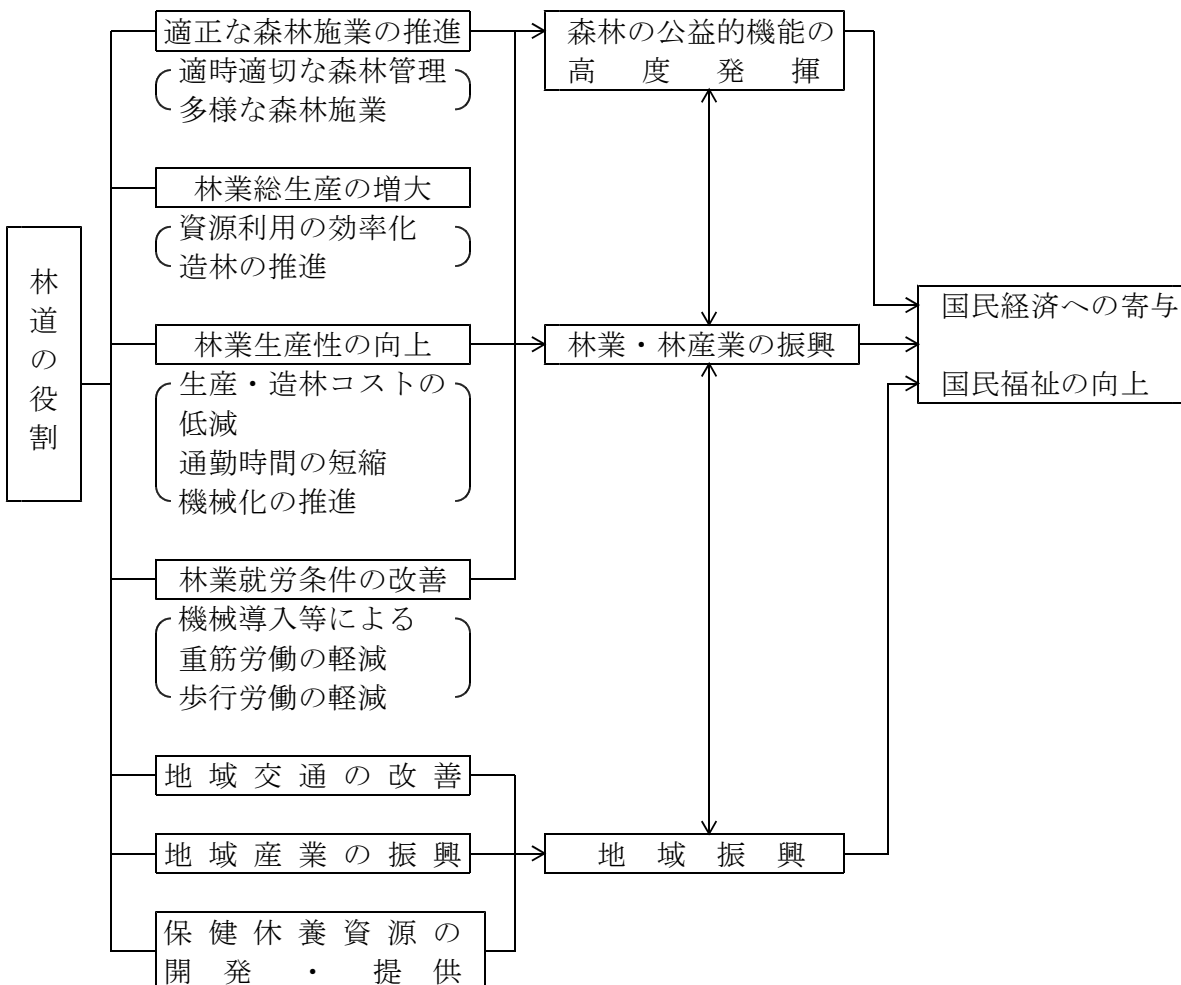 林道の役割
適正な森林施業の推進
適時適切な森林管理
多様な森林施業
林業総生産の増大
資源利用の効率化
造林の推進
林業生産性の向上
生産・造林コストの
低減
通勤時間の短縮
機械化の推進
林業就労条件の改善
機械導入等による
重筋労働の軽減
歩行労働の軽減
地域交通の改善
地域産業の振興
保健休養資源の
開発・提供
森林の公益的機能の
高度発揮
林業・林産業の振興
地域振興
国民経済への寄与
国民福祉の向上